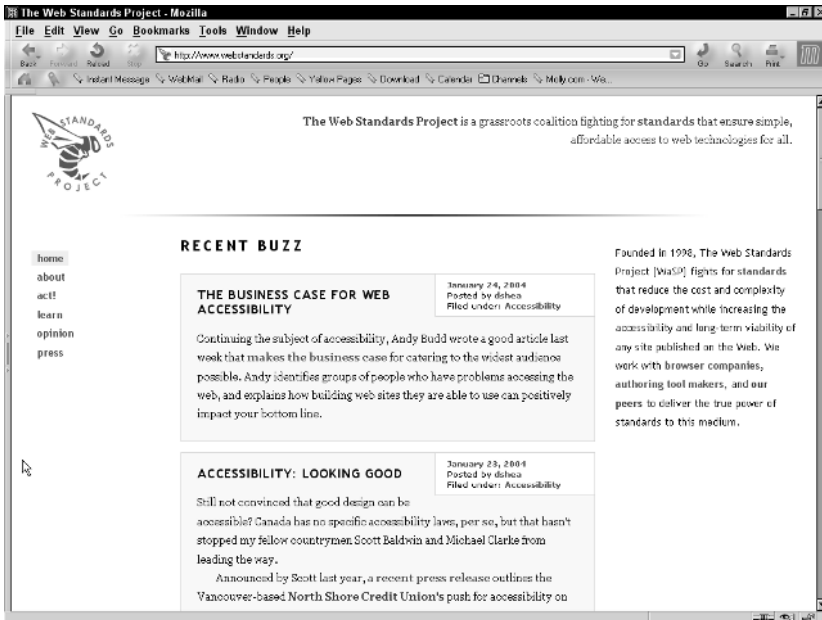 The Web Standards Project - Mozilla
File Edit View Go Bookmarks Tools Window Help
Back Forward Reload Stop http://www.webstandards.org/ Go Search Print
Instant Message WebMail Radio People Yellow Pages Download Calendar Channels Molly.com - We...
WEB STANDARDS PROJECT
The Web Standards Project is a grassroots coalition fighting for standards that ensure simple,
affordable access to web technologies for all.
home
about
act!
learn
opinion
press
RECENT BUZZ
THE BUSINESS CASE FOR WEB
ACCESSIBILITY
January 24, 2004
Posted by dshea
Filed under: Accessibility
Continuing the subject of accessibility, Andy Budd wrote a good article last
week that makes the business case for catering to the widest audience
possible. Andy identifies groups of people who have problems accessing the
web, and explains how building web sites they are able to use can positively
impact your bottom line.
ACCESSIBILITY: LOOKING GOOD
January 23, 2004
Posted by dshea
Filed under: Accessibility
Still not convinced that good design can be
accessible? Canada has no specific accessibility laws, per se, but that hasn't
stopped my fellow countrymen Scott Baldwin and Michael Clarke from
leading the way.
Announced by Scott last year, a recent press release outlines the
Vancouver-based North Shore Credit Union's push for accessibility on
Founded in 1998, The Web Standards
Project (WaSP) fights for standards
that reduce the cost and complexity
of development while increasing the
accessibility and long-term viability of
any site published on the Web. We
work with browser companies,
authoring tool makers, and our
peers to deliver the true power of
standards to this medium.